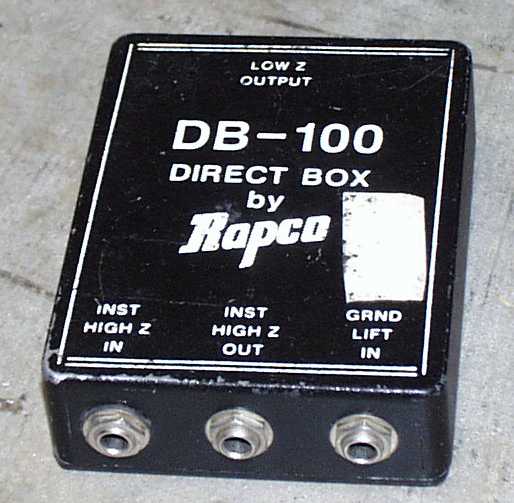 LOW Z
OUTPUT
DB-100
DIRECT BOX
by
Rapco
INST
HIGH Z
IN
INST
HIGH Z
OUT
GRND
LIFT
IN